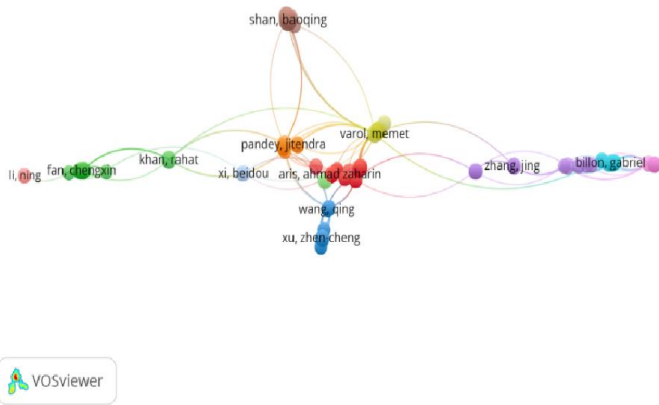 shan, baoqing
varol, memet
pandey, jitendra
khan, rahat
zhang, jing
billon, gabriel
li, ning
fan, chengxin
xi, beidou
aris, ahmad zaharin
wang, qing
xu, zhen-cheng
VOSviewer